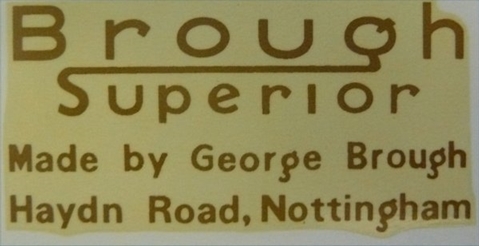 Brough
Superior
Made by George Brough
Haydn Road, Nottingham